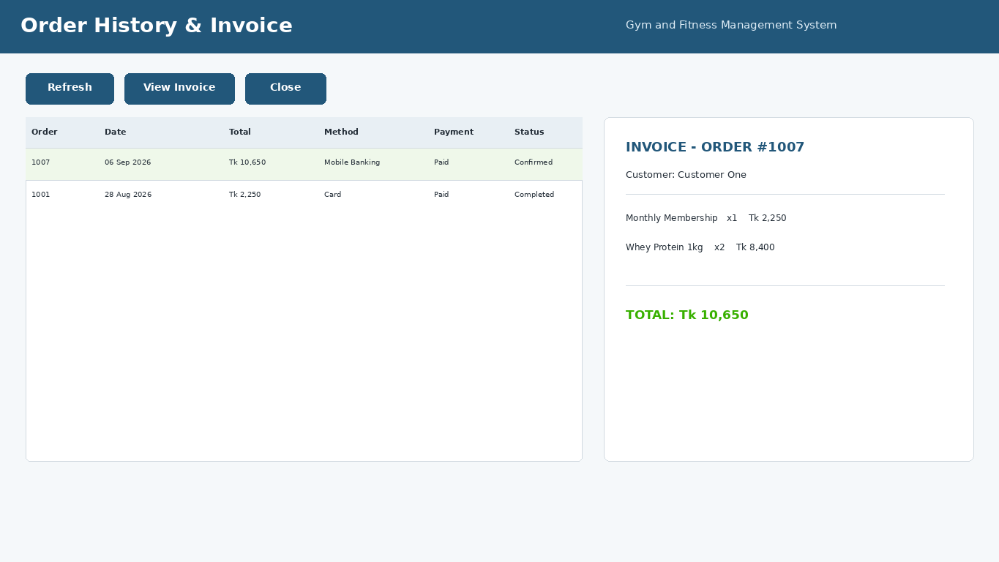 Order History & Invoice
Gym and Fitness Management System
Refresh View Invoice Close
Order Date Total Method Payment Status
1007 06 Sep 2026 Tk 10,650 Mobile Banking Paid Confirmed
1001 28 Aug 2026 Tk 2,250 Card Paid Completed
INVOICE - ORDER #1007
Customer: Customer One
Monthly Membership x1 Tk 2,250
Whey Protein 1kg x2 Tk 8,400
TOTAL: Tk 10,650